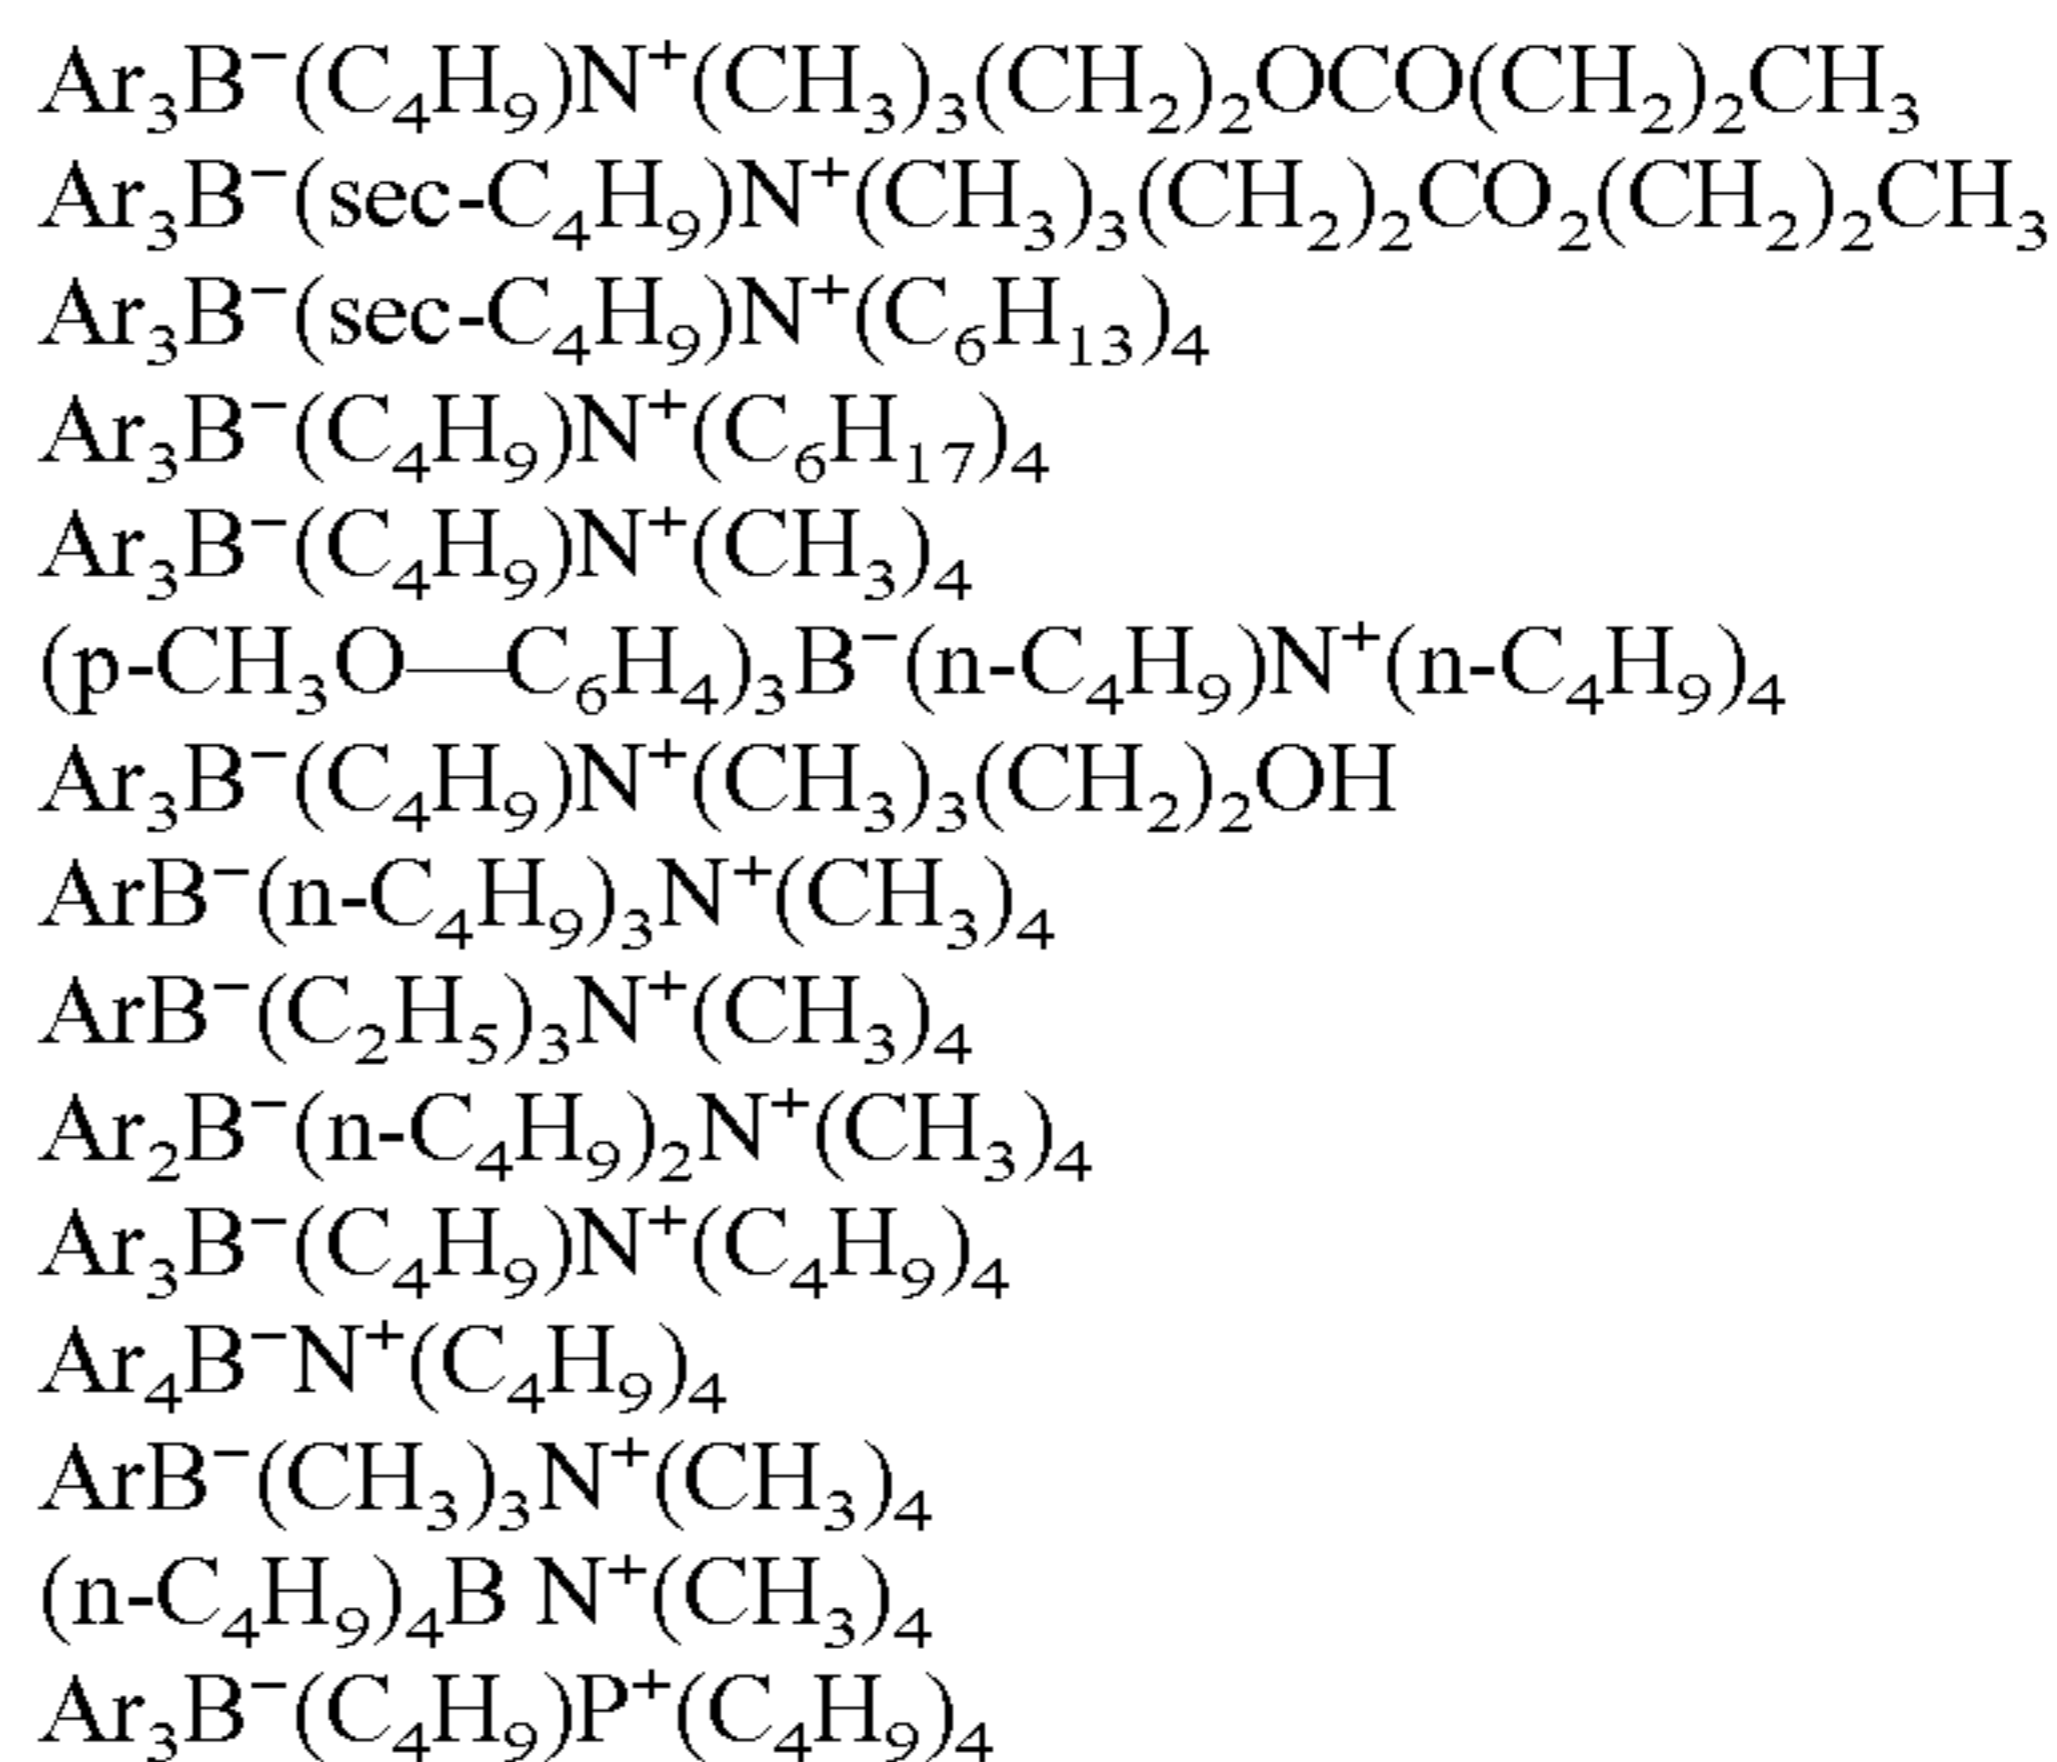 Ar₃B⁻(C₄H₉)N⁺(CH₃)₃(CH₂)₂OCO(CH₂)₂CH₃
Ar₃B⁻(sec-C₄H₉)N⁺(CH₃)₃(CH₂)₂CO₂(CH₂)₂CH₃
Ar₃B⁻(sec-C₄H₉)N⁺(C₆H₁₃)₄
Ar₃B⁻(C₄H₉)N⁺(C₆H₁₇)₄
Ar₃B⁻(C₄H₉)N⁺(CH₃)₄
(p-CH₃O—C₆H₄)₃B⁻(n-C₄H₉)N⁺(n-C₄H₉)₄
Ar₃B⁻(C₄H₉)N⁺(CH₃)₃(CH₂)₂OH
ArB⁻(n-C₄H₉)₃N⁺(CH₃)₄
ArB⁻(C₂H₅)₃N⁺(CH₃)₄
Ar₂B⁻(n-C₄H₉)₂N⁺(CH₃)₄
Ar₃B⁻(C₄H₉)N⁺(C₄H₉)₄
Ar₄B⁻N⁺(C₄H₉)₄
ArB⁻(CH₃)₃N⁺(CH₃)₄
(n-C₄H₉)₄B N⁺(CH₃)₄
Ar₃B⁻(C₄H₉)P⁺(C₄H₉)₄